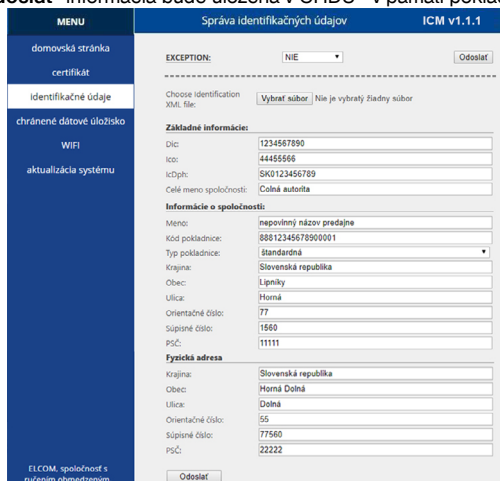 odoslať" informácia bude uložená v CHDÚ - v pamäti
MENU
Správa identifikačných údajov
ICM v1.1.1
domovská stránka
certifikát
identifikačné údaje
chránené dátové úložisko
WIFI
aktualizácia systému
EXCEPTION:
NIE
Odoslať
Choose Identification
XML file:
Vybrať súbor Nie je vybratý žiadny súbor
Základné informácie:
Dic: 1234567890
Ico: 44455566
IcDph: SK0123456789
Celé meno spoločnosti: Colná autorita
Informácie o spoločnosti:
Meno: nepovinný názov predajne
Kód pokladnice: 88812345678900001
Typ pokladnice: štandardná
Krajina: Slovenská republika
Obec: Lipníky
Ulica: Horná
Orientačné číslo: 77
Súpisné číslo: 1560
PSČ: 11111
Fyzická adresa
Krajina: Slovenská republika
Obec: Horná Dolná
Ulica: Dolná
Orientačné číslo: 55
Súpisné číslo: 77560
PSČ: 22222
Odoslať
ELCOM, spoločnosť s
ručením obmedzeným